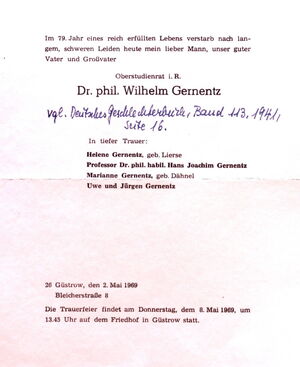 Im 79. Jahr eines reich erfüllten Lebens verstarb nach lan-
gem, schweren Leiden heute mein lieber Mann, unser guter
Vater und Großvater
Oberstudienrat i. R.
Dr. phil. Wilhelm Gernentz
vgl. Deutsches Geschlechterbuch, Band 113, 1941,
Seite 16.
In tiefer Trauer:
Helene Gernentz, geb. Lierse
Professor Dr. phil. habil. Hans Joachim Gernentz
Marianne Gernentz, geb. Dähnel
Uwe und Jürgen Gernentz
26 Güstrow, den 2. Mai 1969
Bleicherstraße 8
Die Trauerfeier findet am Donnerstag, dem 8. Mai 1969, um
13.45 Uhr auf dem Friedhof in Güstrow statt.